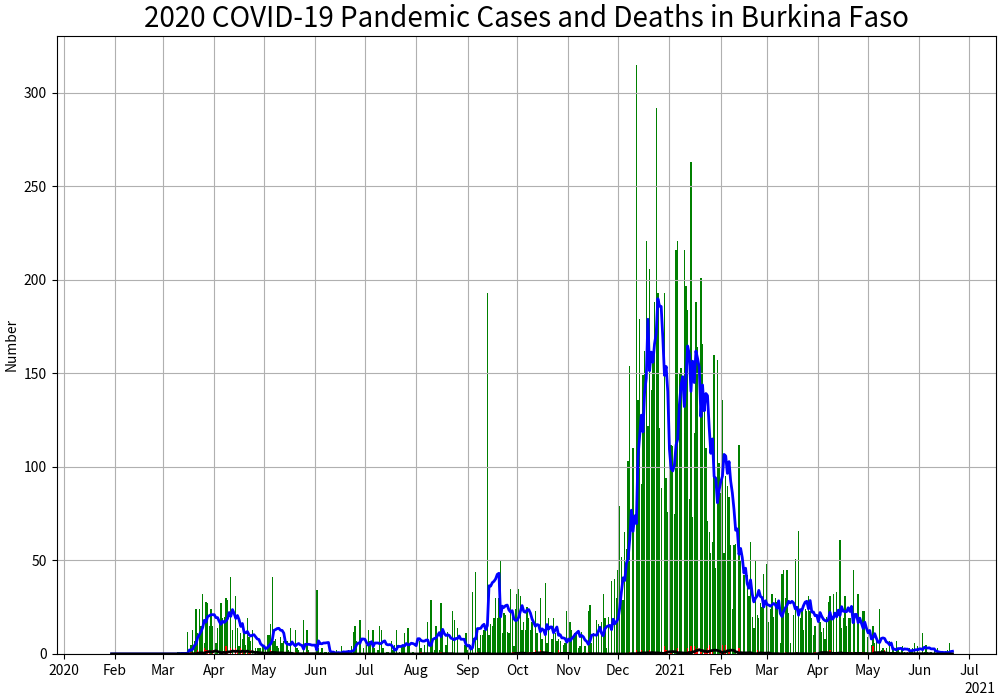 2020 COVID-19 Pandemic Cases and Deaths in Burkina Faso
Number
300
250
200
150
100
50
0
2020 Feb Mar Apr May Jun Jul Aug Sep Oct Nov Dec 2021 Feb Mar Apr May Jun Jul
2021